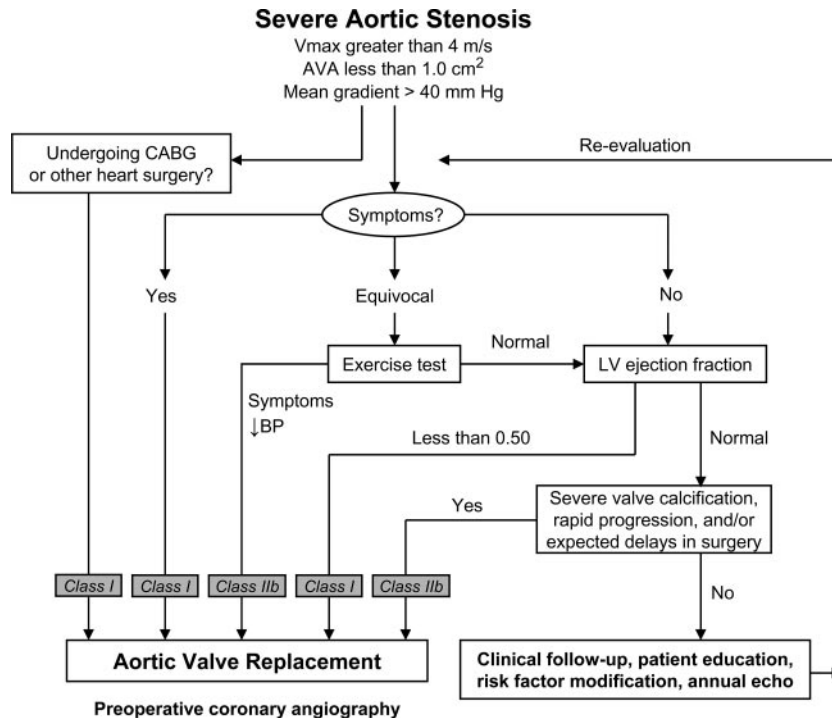 Severe Aortic Stenosis
Vmax greater than 4 m/s
AVA less than 1.0 cm²
Mean gradient > 40 mm Hg
Undergoing CABG
or other heart surgery?
Re-evaluation
Symptoms?
Yes
Equivocal
No
Exercise test
Normal
LV ejection fraction
Symptoms
↓BP
Less than 0.50
Normal
Yes
Severe valve calcification,
rapid progression, and/or
expected delays in surgery
Class I
Class I
Class IIb
Class I
Class IIb
No
Aortic Valve Replacement
Clinical follow-up, patient education,
risk factor modification, annual echo
Preoperative coronary angiography